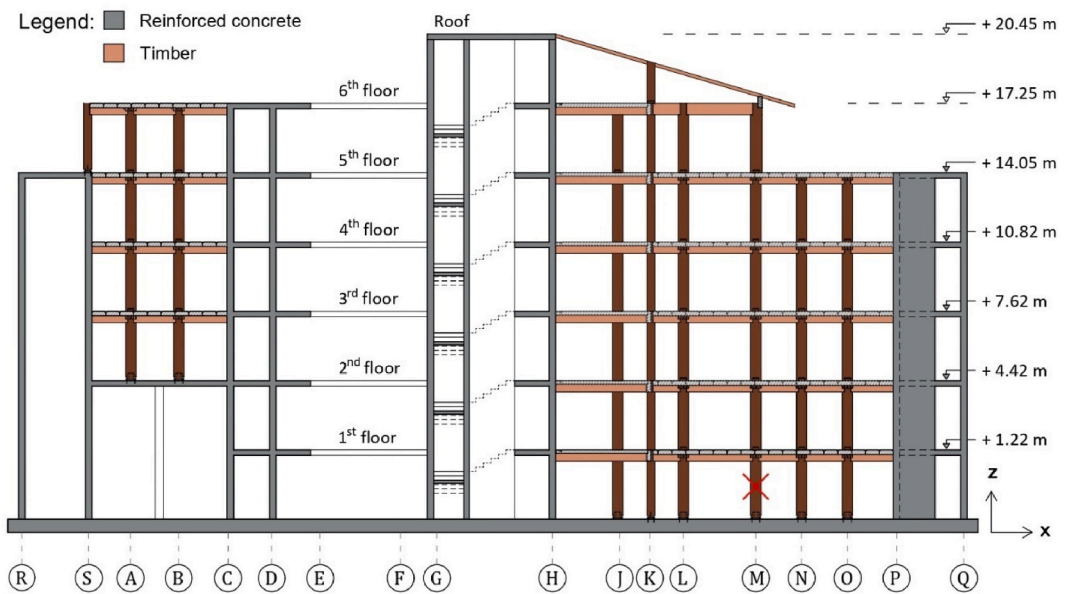 Legend: Reinforced concrete
Timber
Roof
+ 20.45 m
6th floor
+ 17.25 m
5th floor
+ 14.05 m
4th floor
+ 10.82 m
3rd floor
+ 7.62 m
2nd floor
+ 4.42 m
1st floor
+ 1.22 m
z
x
R S A B C D E F G H J K L M N O P Q